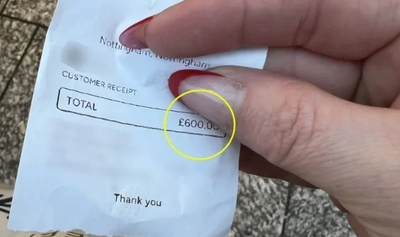 Nottingham, Nottingham
CUSTOMER RECEIPT
TOTAL £600.00
Thank you